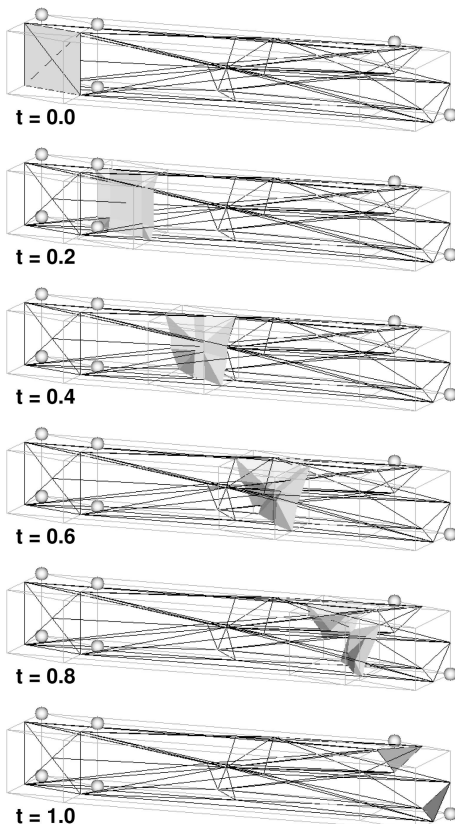 t = 0.0
t = 0.2
t = 0.4
t = 0.6
t = 0.8
t = 1.0